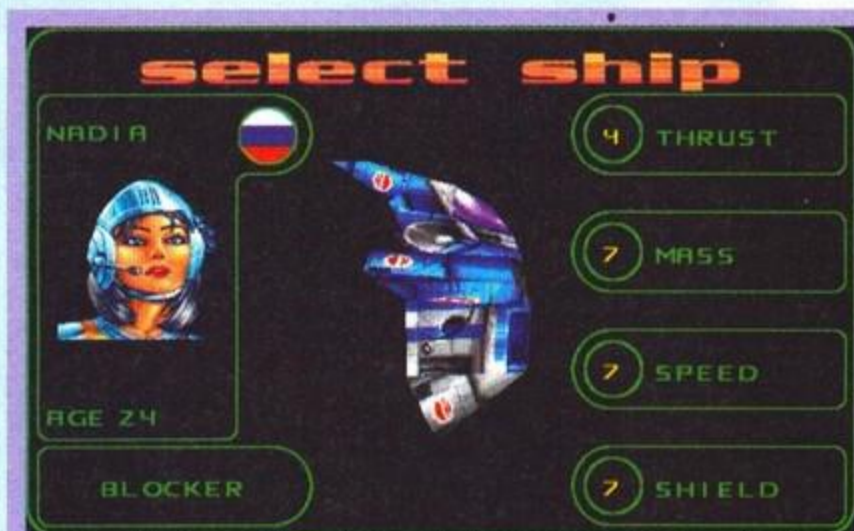 select ship
NADIA
AGE 24
BLOCKER
4 THRUST
7 MASS
7 SPEED
7 SHIELD